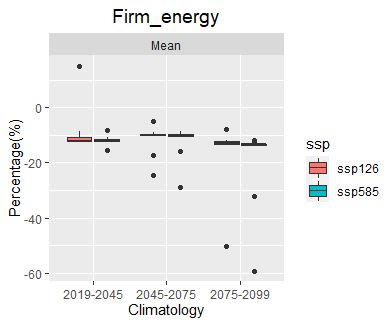 Firm_energy
Mean
Percentage(%)
0
-20
-40
-60
2019-2045 2045-2075 2075-2099
Climatology
ssp
ssp126
ssp585